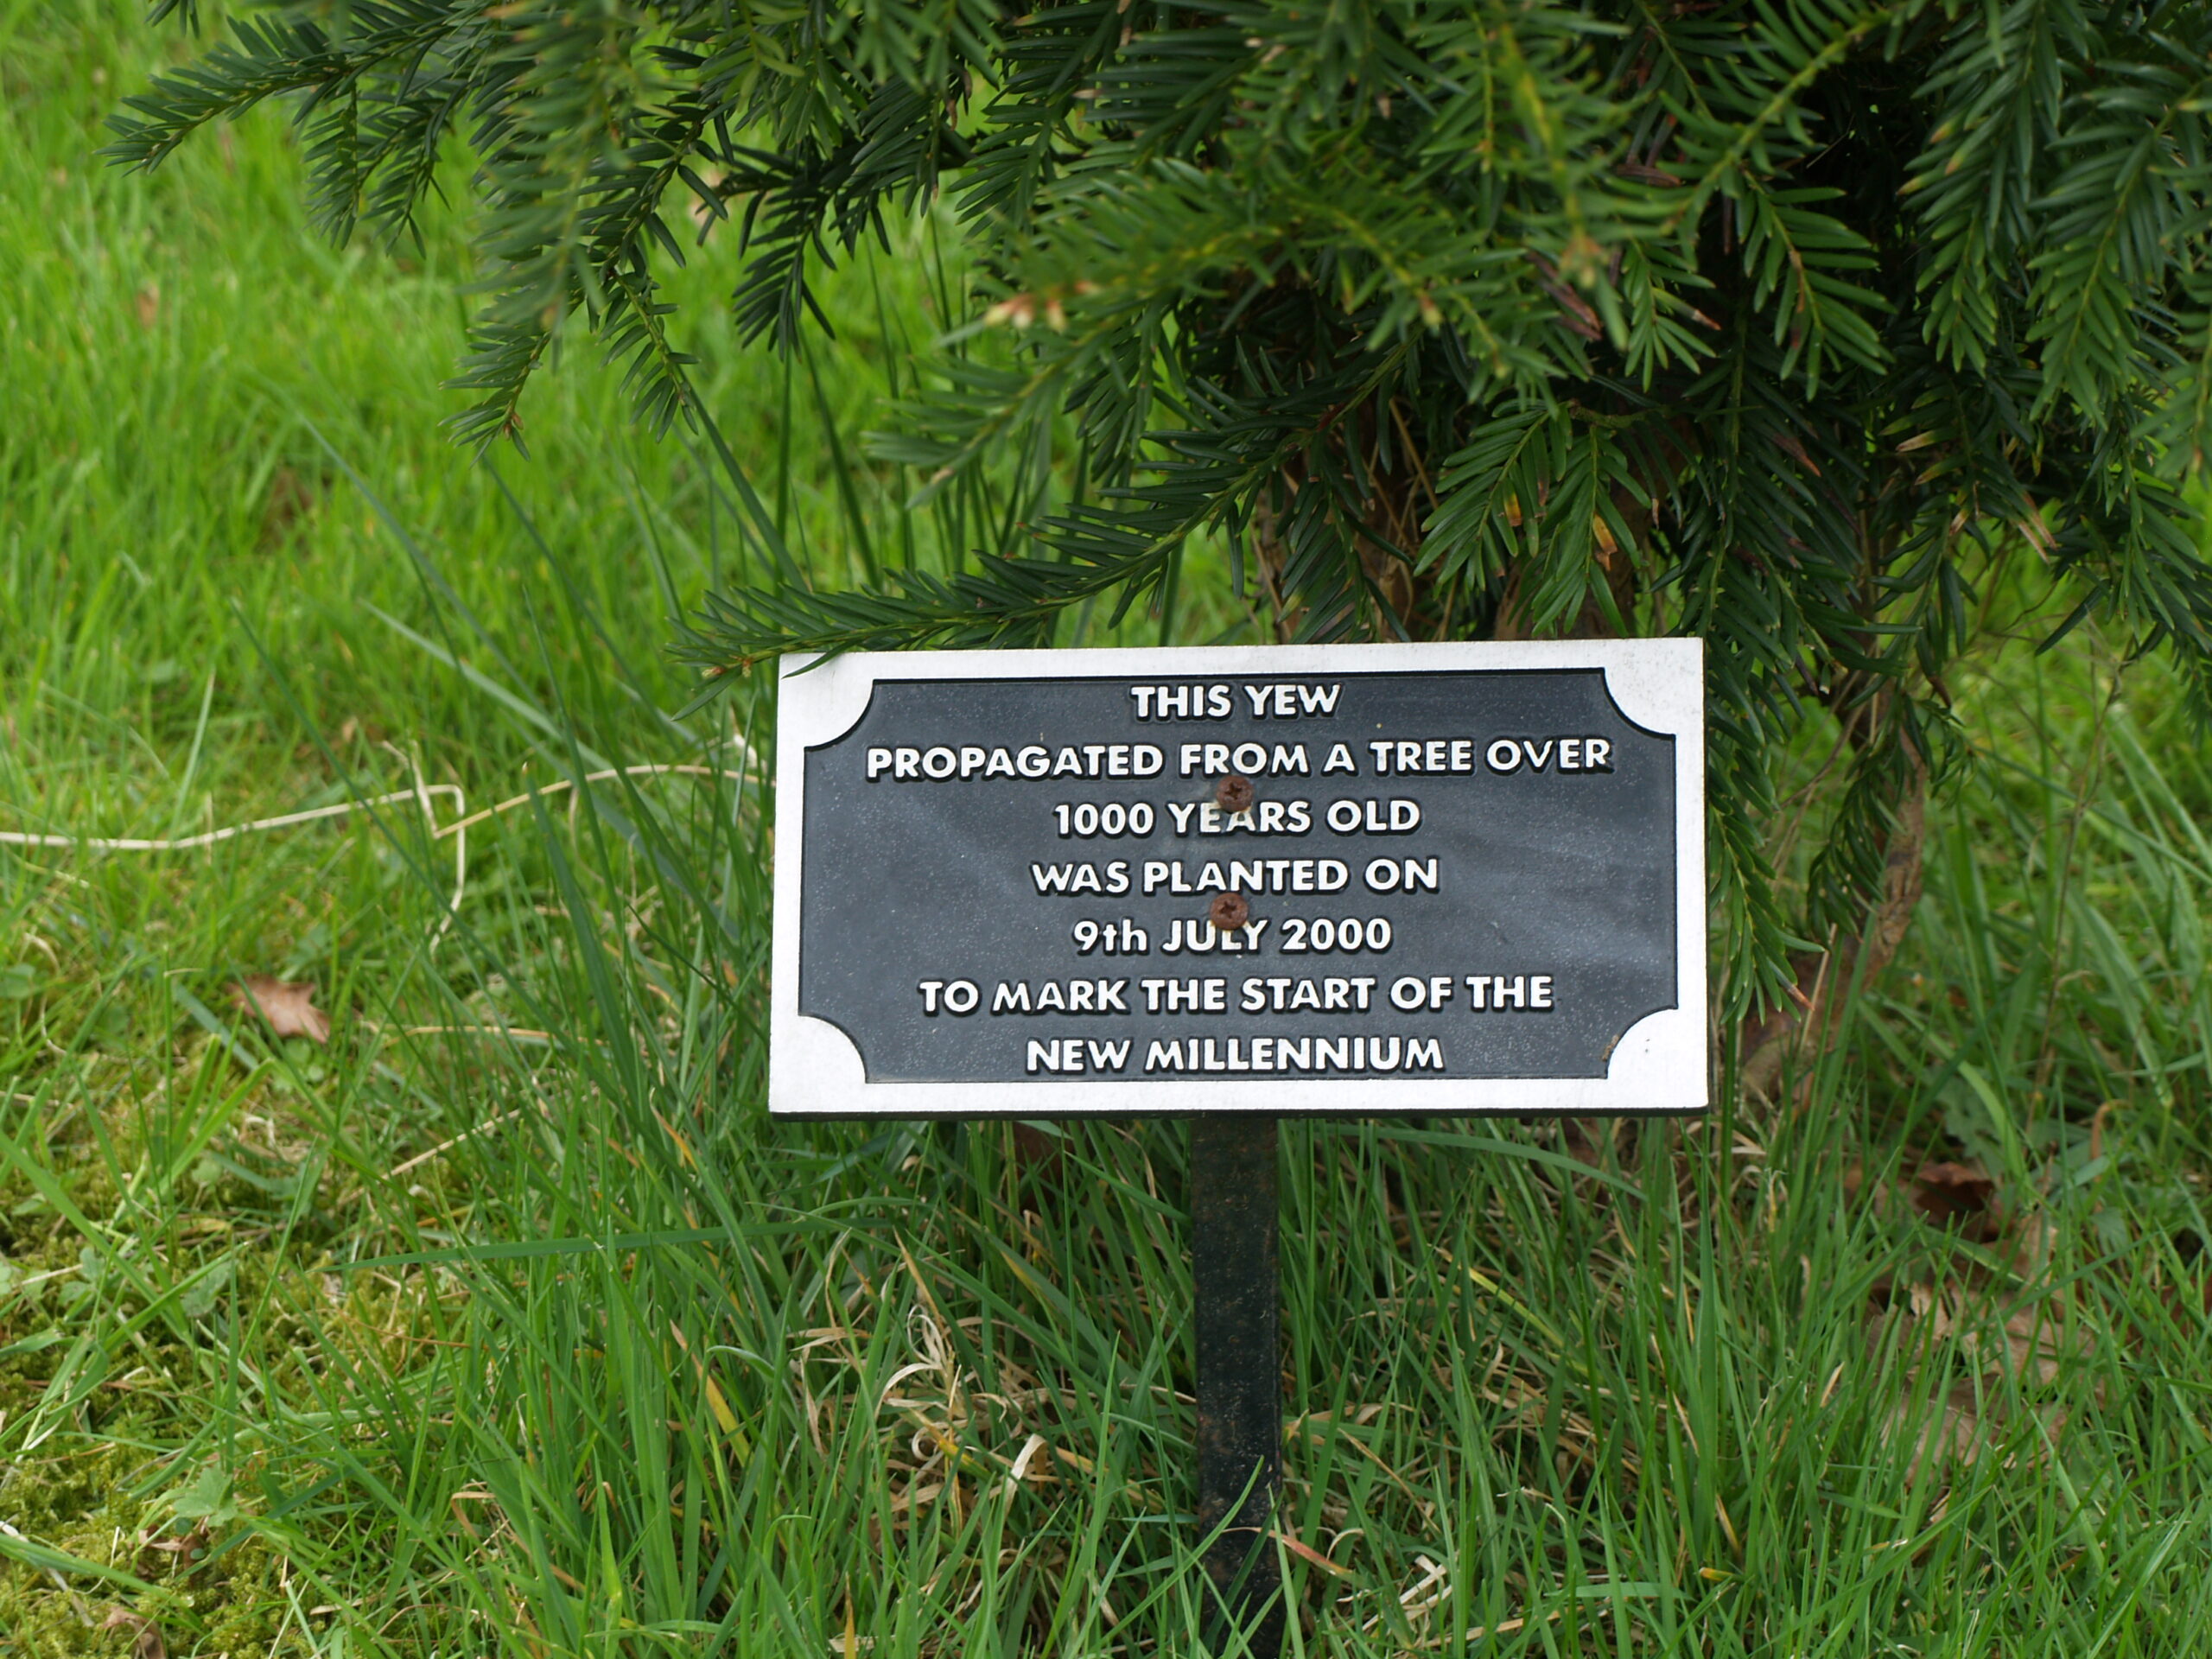 THIS YEW
PROPAGATED FROM A TREE OVER
1000 YEARS OLD
WAS PLANTED ON
9th JULY 2000
TO MARK THE START OF THE
NEW MILLENNIUM